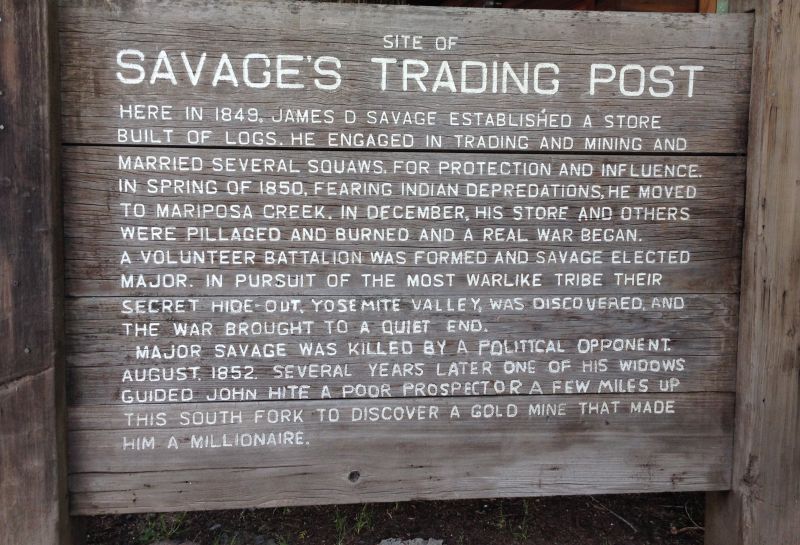 SITE OF
SAVAGE'S TRADING POST
HERE IN 1849, JAMES D SAVAGE ESTABLISHED A STORE
BUILT OF LOGS. HE ENGAGED IN TRADING AND MINING AND
MARRIED SEVERAL SQUAWS, FOR PROTECTION AND INFLUENCE.
IN SPRING OF 1850, FEARING INDIAN DEPREDATIONS, HE MOVED
TO MARIPOSA CREEK. IN DECEMBER, HIS STORE AND OTHERS
WERE PILLAGED AND BURNED AND A REAL WAR BEGAN.
A VOLUNTEER BATTALION WAS FORMED AND SAVAGE ELECTED
MAJOR. IN PURSUIT OF THE MOST WARLIKE TRIBE THEIR
SECRET HIDE-OUT, YOSEMITE VALLEY, WAS DISCOVERED, AND
THE WAR BROUGHT TO A QUIET END.
MAJOR SAVAGE WAS KILLED BY A POLITICAL OPPONENT.
AUGUST, 1852. SEVERAL YEARS LATER ONE OF HIS WIDOWS
GUIDED JOHN HITE A POOR PROSPECTOR A FEW MILES UP
THIS SOUTH FORK TO DISCOVER A GOLD MINE THAT MADE
HIM A MILLIONAIRE.